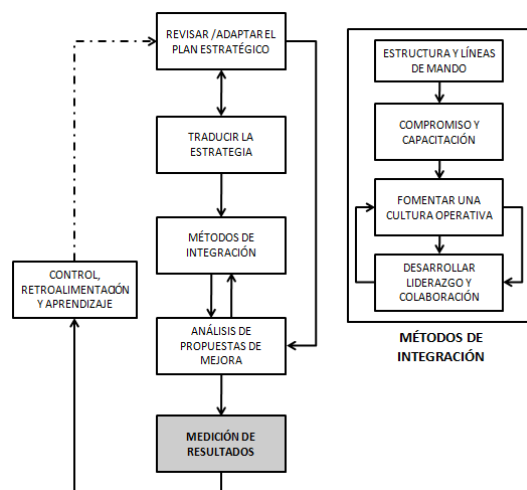 REVISAR /ADAPTAR EL
PLAN ESTRATÉGICO
TRADUCIR LA
ESTRATEGIA
MÉTODOS DE
INTEGRACIÓN
CONTROL,
RETROALIMENTACIÓN
Y APRENDIZAJE
ANÁLISIS DE
PROPUESTAS DE
MEJORA
MEDICIÓN DE
RESULTADOS
ESTRUCTURA Y LÍNEAS
DE MANDO
COMPROMISO Y
CAPACITACIÓN
FOMENTAR UNA
CULTURA OPERATIVA
DESARROLLAR
LIDERAZGO Y
COLABORACIÓN
MÉTODOS DE
INTEGRACIÓN